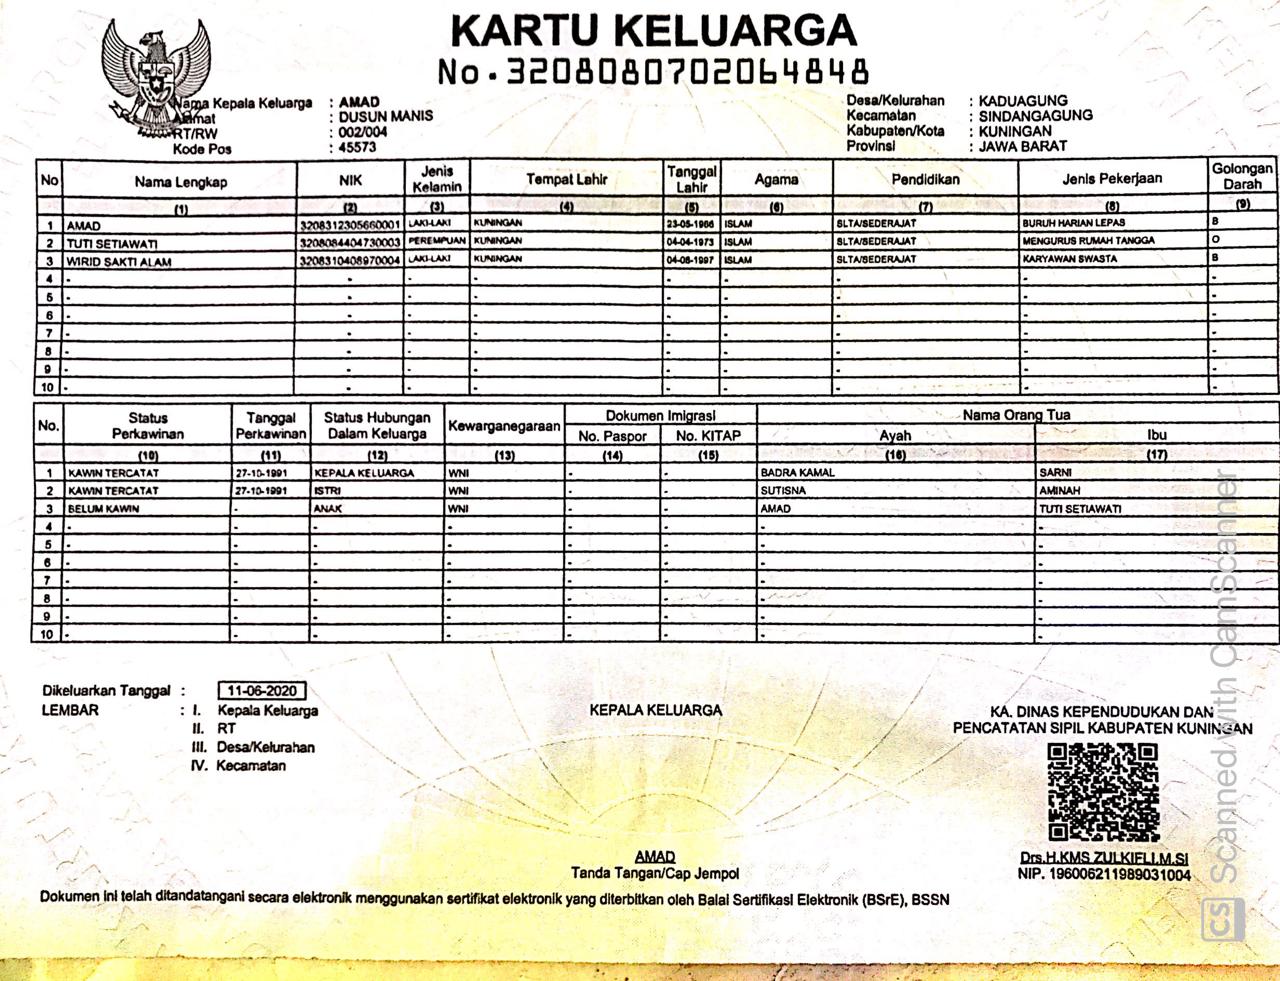 KARTU KELUARGA
No. 3208080702064848
Nama Kepala Keluarga : AMAD
Alamat : DUSUN MANIS
RT/RW : 002/004
Kode Pos : 45573
Desa/Kelurahan : KADUAGUNG
Kecamatan : SINDANGAGUNG
Kabupaten/Kota : KUNINGAN
Provinsi : JAWA BARAT
No Nama Lengkap NIK Jenis Kelamin Tempat Lahir Tanggal Lahir Agama Pendidikan Jenis Pekerjaan Golongan Darah
(1) (2) (3) (4) (5) (6) (7) (8) (9)
1 AMAD 3208312305660001 LAKI-LAKI KUNINGAN 23-05-1966 ISLAM SLTA/SEDERAJAT BURUH HARIAN LEPAS B
2 TUTI SETIAWATI 3208084404730003 PEREMPUAN KUNINGAN 04-04-1973 ISLAM SLTA/SEDERAJAT MENGURUS RUMAH TANGGA O
3 WIRID SAKTI ALAM 3208310408970004 LAKI-LAKI KUNINGAN 04-08-1997 ISLAM SLTA/SEDERAJAT KARYAWAN SWASTA B
4 - - - - - - - - -
5 - - - - - - - - -
6 - - - - - - - - -
7 - - - - - - - - -
8 - - - - - - - - -
9 - - - - - - - - -
10 - - - - - - - - -
No. Status Perkawinan Tanggal Perkawinan Status Hubungan Dalam Keluarga Kewarganegaraan Dokumen Imigrasi Nama Orang Tua
No. Paspor No. KITAP Ayah Ibu
(10) (11) (12) (13) (14) (15) (16) (17)
1 KAWIN TERCATAT 27-10-1991 KEPALA KELUARGA WNI - - BADRA KAMAL SARNI
2 KAWIN TERCATAT 27-10-1991 ISTRI WNI - - SUTISNA AMINAH
3 BELUM KAWIN - ANAK WNI - - AMAD TUTI SETIAWATI
4 - - - - - - - -
5 - - - - - - - -
6 - - - - - - - -
7 - - - - - - - -
8 - - - - - - - -
9 - - - - - - - -
10 - - - - - - - -
Dikeluarkan Tanggal : 11-06-2020
LEMBAR : I. Kepala Keluarga
II. RT
III. Desa/Kelurahan
IV. Kecamatan
KEPALA KELUARGA
AMAD
Tanda Tangan/Cap Jempol
KA. DINAS KEPENDUDUKAN DAN
PENCATATAN SIPIL KABUPATEN KUNINGAN
Drs.H.KMS ZULKIFLI.M.SI
NIP. 196006211989031004
Dokumen ini telah ditandatangani secara elektronik menggunakan sertifikat elektronik yang diterbitkan oleh Balai Sertifikasi Elektronik (BSrE), BSSN
CS Scanned with CamScanner